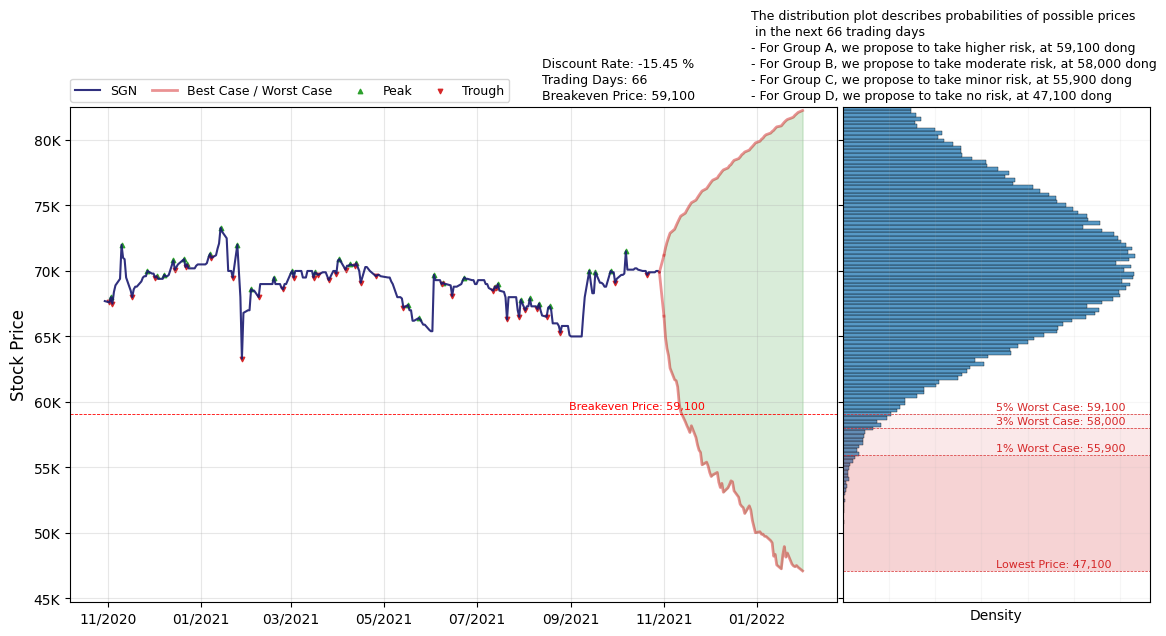 The distribution plot describes probabilities of possible prices
in the next 66 trading days
- For Group A, we propose to take higher risk, at 59,100 dong
- For Group B, we propose to take moderate risk, at 58,000 dong
- For Group C, we propose to take minor risk, at 55,900 dong
- For Group D, we propose to take no risk, at 47,100 dong
Discount Rate: -15.45 %
Trading Days: 66
Breakeven Price: 59,100
SGN
Best Case / Worst Case
Peak
Trough
Stock Price
80K
75K
70K
65K
60K
55K
50K
45K
Breakeven Price: 59,100
5% Worst Case: 59,100
3% Worst Case: 58,000
1% Worst Case: 55,900
Lowest Price: 47,100
11/2020
01/2021
03/2021
05/2021
07/2021
09/2021
11/2021
01/2022
Density